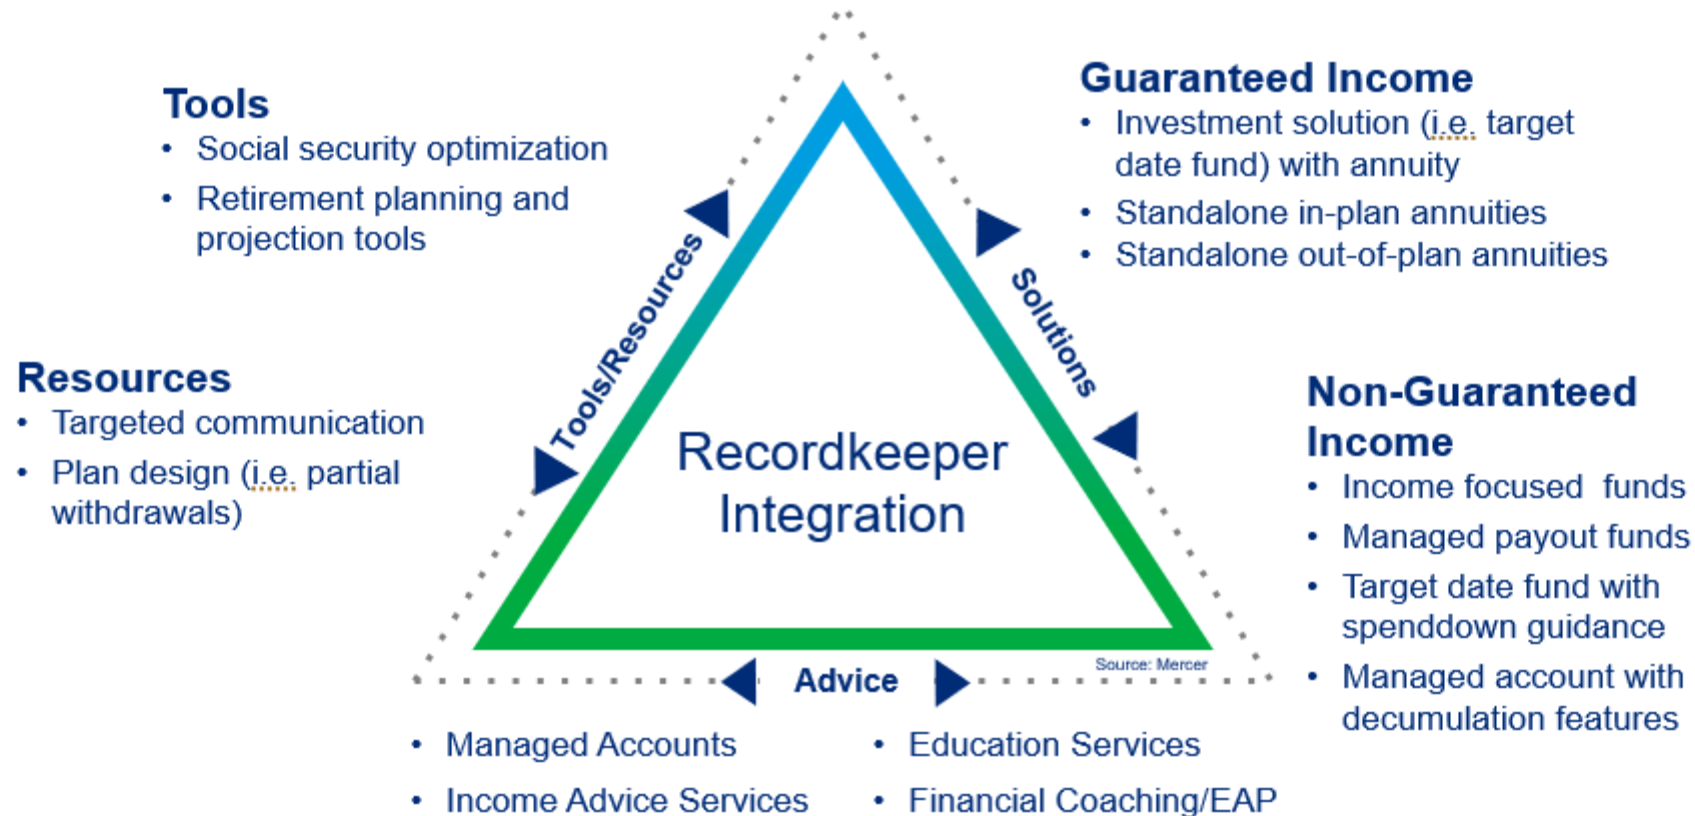 Tools
• Social security optimization
• Retirement planning and
projection tools
Resources
• Targeted communication
• Plan design (i.e. partial
withdrawals)
Tools/Resources
Recordkeeper
Integration
Solutions
Guaranteed Income
• Investment solution (i.e. target
date fund) with annuity
• Standalone in-plan annuities
• Standalone out-of-plan annuities
Non-Guaranteed
Income
• Income focused  funds
• Managed payout funds
• Target date fund with
spenddown guidance
• Managed account with
decumulation features
Source: Mercer
Advice
• Managed Accounts
• Income Advice Services
• Education Services
• Financial Coaching/EAP